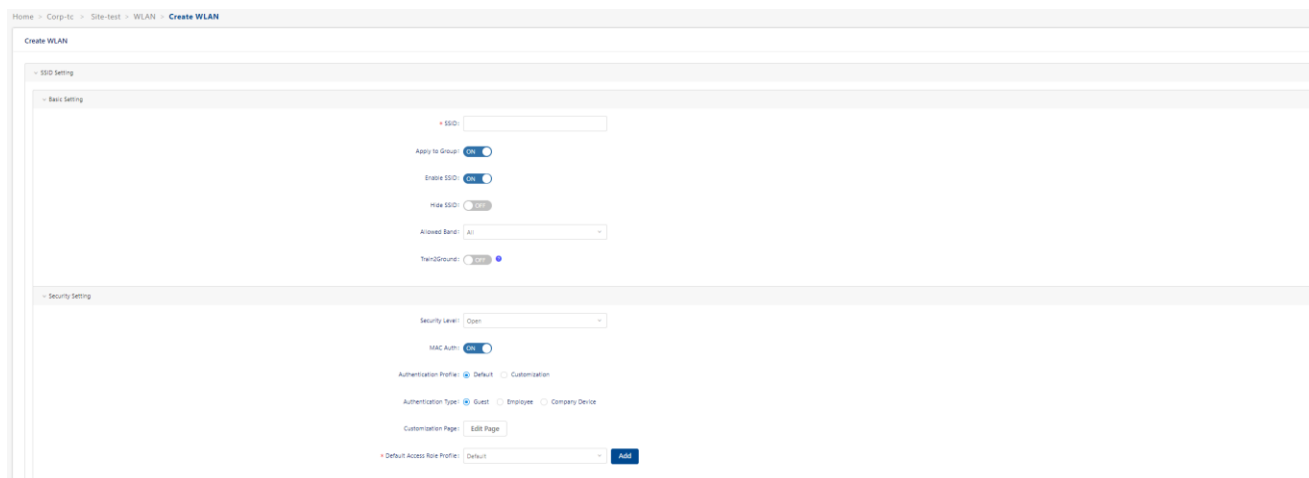 Home > Corp-tc > Site-test > WLAN > Create WLAN
Create WLAN
SSID Setting
Basic Setting
* SSID:
Apply to Group: ON
Enable SSID: ON
Hide SSID: OFF
Allowed Band: All
Train2Ground: OFF ?
Security Setting
Security Level: Open
MAC Auth: ON
Authentication Profile: Default Customization
Authentication Type: Guest Employee Company Device
Customization Page: Edit Page
* Default Access Role Profile: Default Add